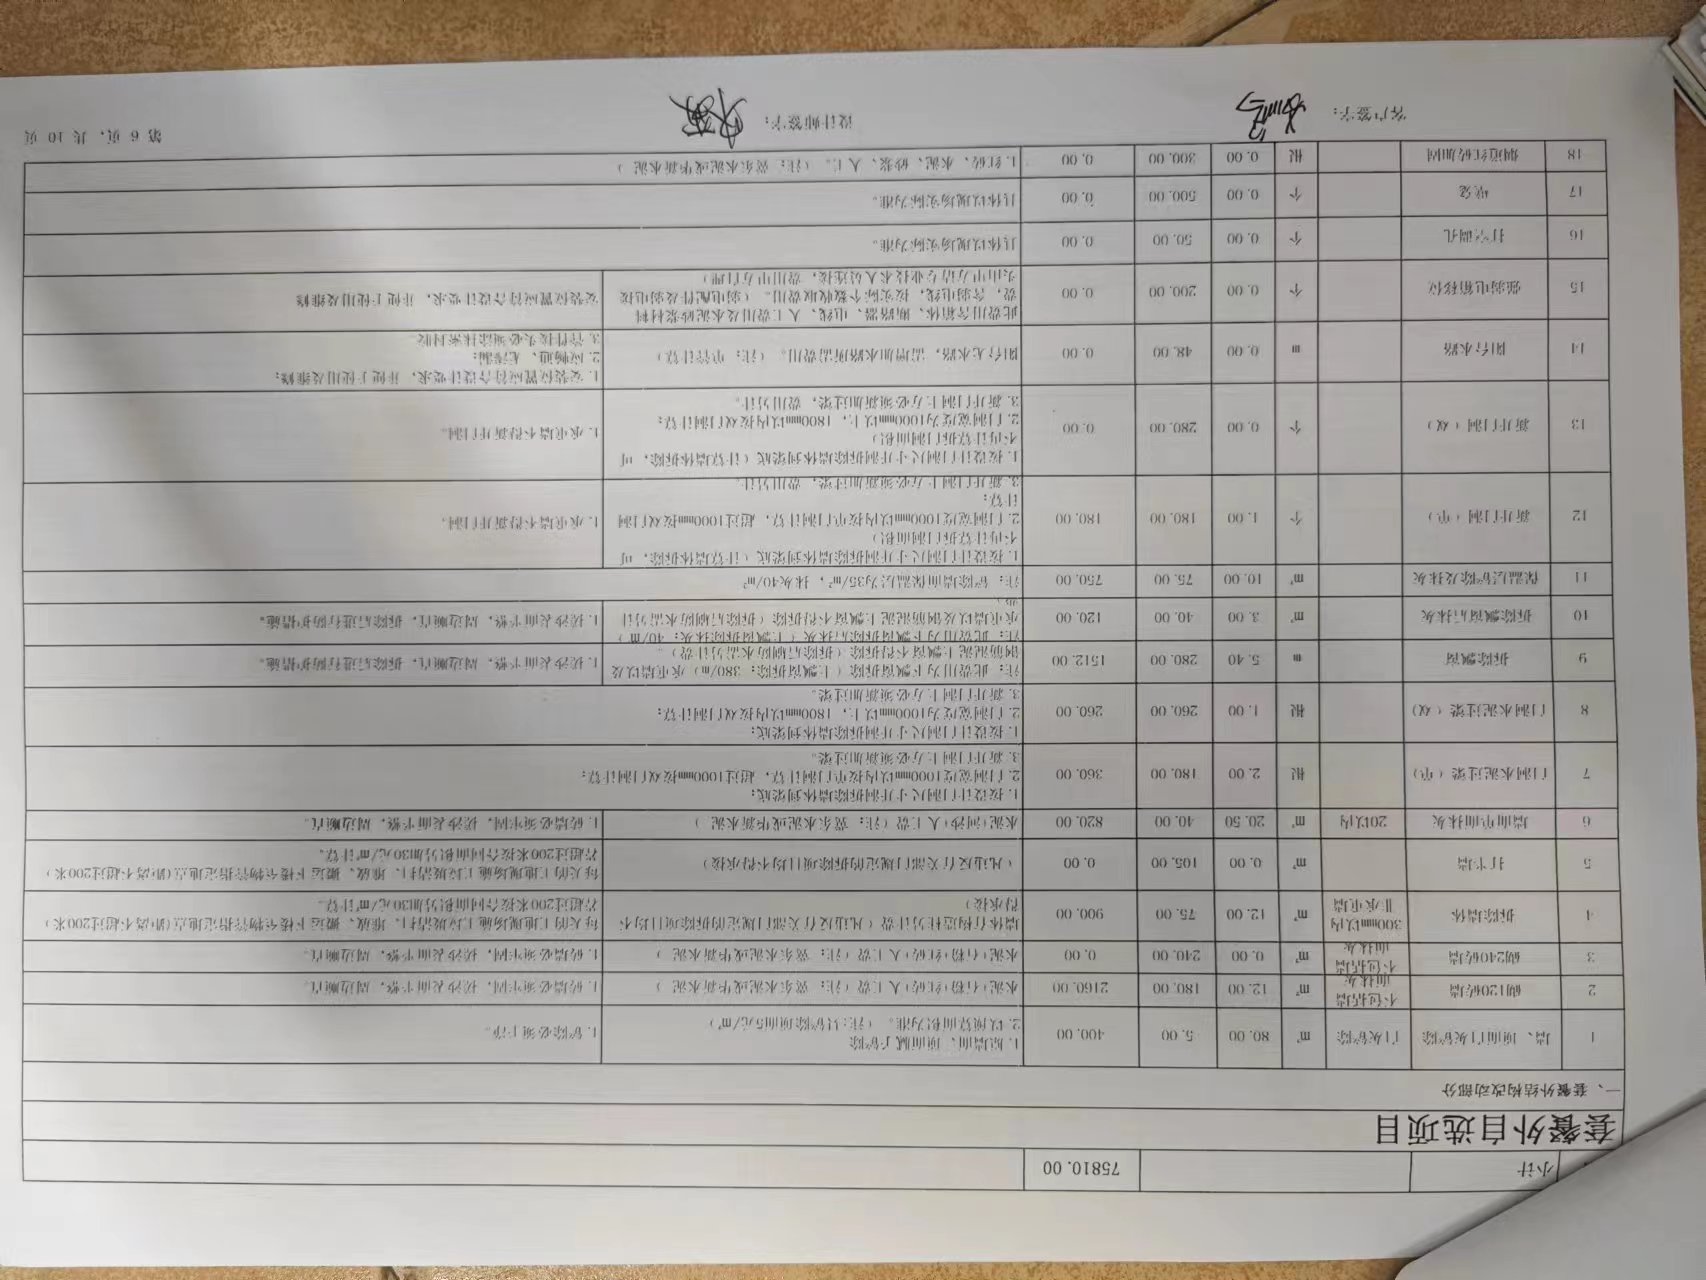 小计 75810.00
套餐外自选项目
一、套餐外结构改动部分
1 墙、顶面门灰铲除 门灰铲除 m² 80.00 5.00 400.00 1.原墙面、顶面腻子铲除 1.铲除必须干净。
2.以预算面积为准。（注:只铲除顶面5元/㎡）
2 砌120砖墙 不包括墙面抹灰 m² 12.00 180.00 2160.00 水泥+石粉+红砖+人工费（注：冀东水泥或华新水泥 ） 1.砖墙必须牢固，搓沙表面平整，周边顺直。
3 砌240砖墙 不包括墙面抹灰 m² 0.00 240.00 0.00 水泥+石粉+红砖+人工费（注：冀东水泥或华新水泥 ） 1.砖墙必须牢固，搓沙表面平整，周边顺直。
4 拆除墙体 300mm以内非承重墙 m² 12.00 75.00 900.00 墙体有构造柱另计费（凡违反有关部门规定的拆除项目均不 每天的工地现场施工垃圾清扫、堆放、搬运下楼至物管指定地点(距离不超过200米）
得承接） 若超过200米按合同面积另加30元/㎡计算。
5 打半墙 m² 0.00 105.00 0.00 （凡违反有关部门规定的拆除项目均不得承接） 每天的工地现场施工垃圾清扫、堆放、搬运下楼至物管指定地点(距离不超过200米）
若超过200米按合同面积另加30元/㎡计算。
6 墙面单面抹灰 20以内 m² 20.50 40.00 820.00 水泥+河沙+人工费（注：冀东水泥或华新水泥 ） 1.砖墙必须牢固，搓沙表面平整，周边顺直。
7 门洞水泥过梁（单） 根 2.00 180.00 360.00 1.按设计门洞尺寸开洞拆除墙体到梁底；
2.门洞宽度1000mm以内按单门洞计算，超过1000mm按双门洞计算；
3.新开门洞上方必须新加过梁。
8 门洞水泥过梁（双) 根 1.00 260.00 260.00 1.按设计门洞尺寸开洞拆除墙体到梁底；
2.门洞宽度为1000mm以上，1800mm以内按双门洞计算；
3.新开门洞上方必须新加过梁。
9 拆除飘窗 m 5.40 280.00 1512.00 注：此费用为下飘窗拆除（上飘窗拆除：380/m）承重墙以及 1.搓沙表面平整，周边顺直，拆除后进行防护措施。
钢筋混泥土飘窗不得拆除（拆除后刷防水需另计费）。
10 拆除飘窗后抹灰 m² 3.00 40.00 120.00 注：此费用为下飘窗拆除后抹灰（上飘窗拆除抹灰：40/㎡） 1.搓沙表面平整，周边顺直，拆除后进行防护措施。
承重墙以及钢筋混泥土飘窗不得拆除（拆除后刷防水需另计
费）
11 保温层铲除及抹灰 m² 10.00 75.00 750.00 注：铲除墙面保温层为35/㎡，抹灰40/㎡
12 新开门洞（单） 个 1.00 180.00 180.00 1.按设计门洞尺寸开洞拆除墙体到梁底（计算墙体拆除，可 1.承重墙不得新开门洞。
不再计算拆门洞面积）
2.门洞宽度1000mm以内按单门洞计算，超过1000mm按双门洞
计算；
3.新开门洞上方必须新加过梁，费用另计。
13 新开门洞（双） 个 0.00 280.00 0.00 1.按设计门洞尺寸开洞拆除墙体到梁底（计算墙体拆除，可 1.承重墙不得新开门洞。
不再计算拆门洞面积）
2.门洞宽度为1000mm以上，1800mm以内按双门洞计算；
3.新开门洞上方必须新加过梁，费用另计。
14 阳台水路 m 0.00 48.00 0.00 阳台无水路，需增加水路所需费用。（注：单管计算） 1.安装位置应符合设计要求，并便于使用及维修；
2.应畅通、无渗漏；
3.管件接头必须涂抹密封胶。
15 强弱电箱移位 个 0.00 200.00 0.00 此费用含箱体、断路器、电线、人工费用及水泥砂浆材料 安装位置应符合设计要求，并便于使用及维修
费，含弱电线，按实际个数收取费用。（弱电配件及弱电接
头由甲方请专业技术人员连接，费用甲方自理）
16 打空调孔 个 0.00 50.00 0.00 具体以现场实际为准。
17 壁龛 个 0.00 500.00 0.00 具体以现场实际为准。
18 烟道红砖加固 根 0.00 300.00 0.00 1.红砖、水泥、砂浆、人工。（注：冀东水泥或华新水泥 ）
客户签字： 设计师签字：
第 6 页，共 10 页